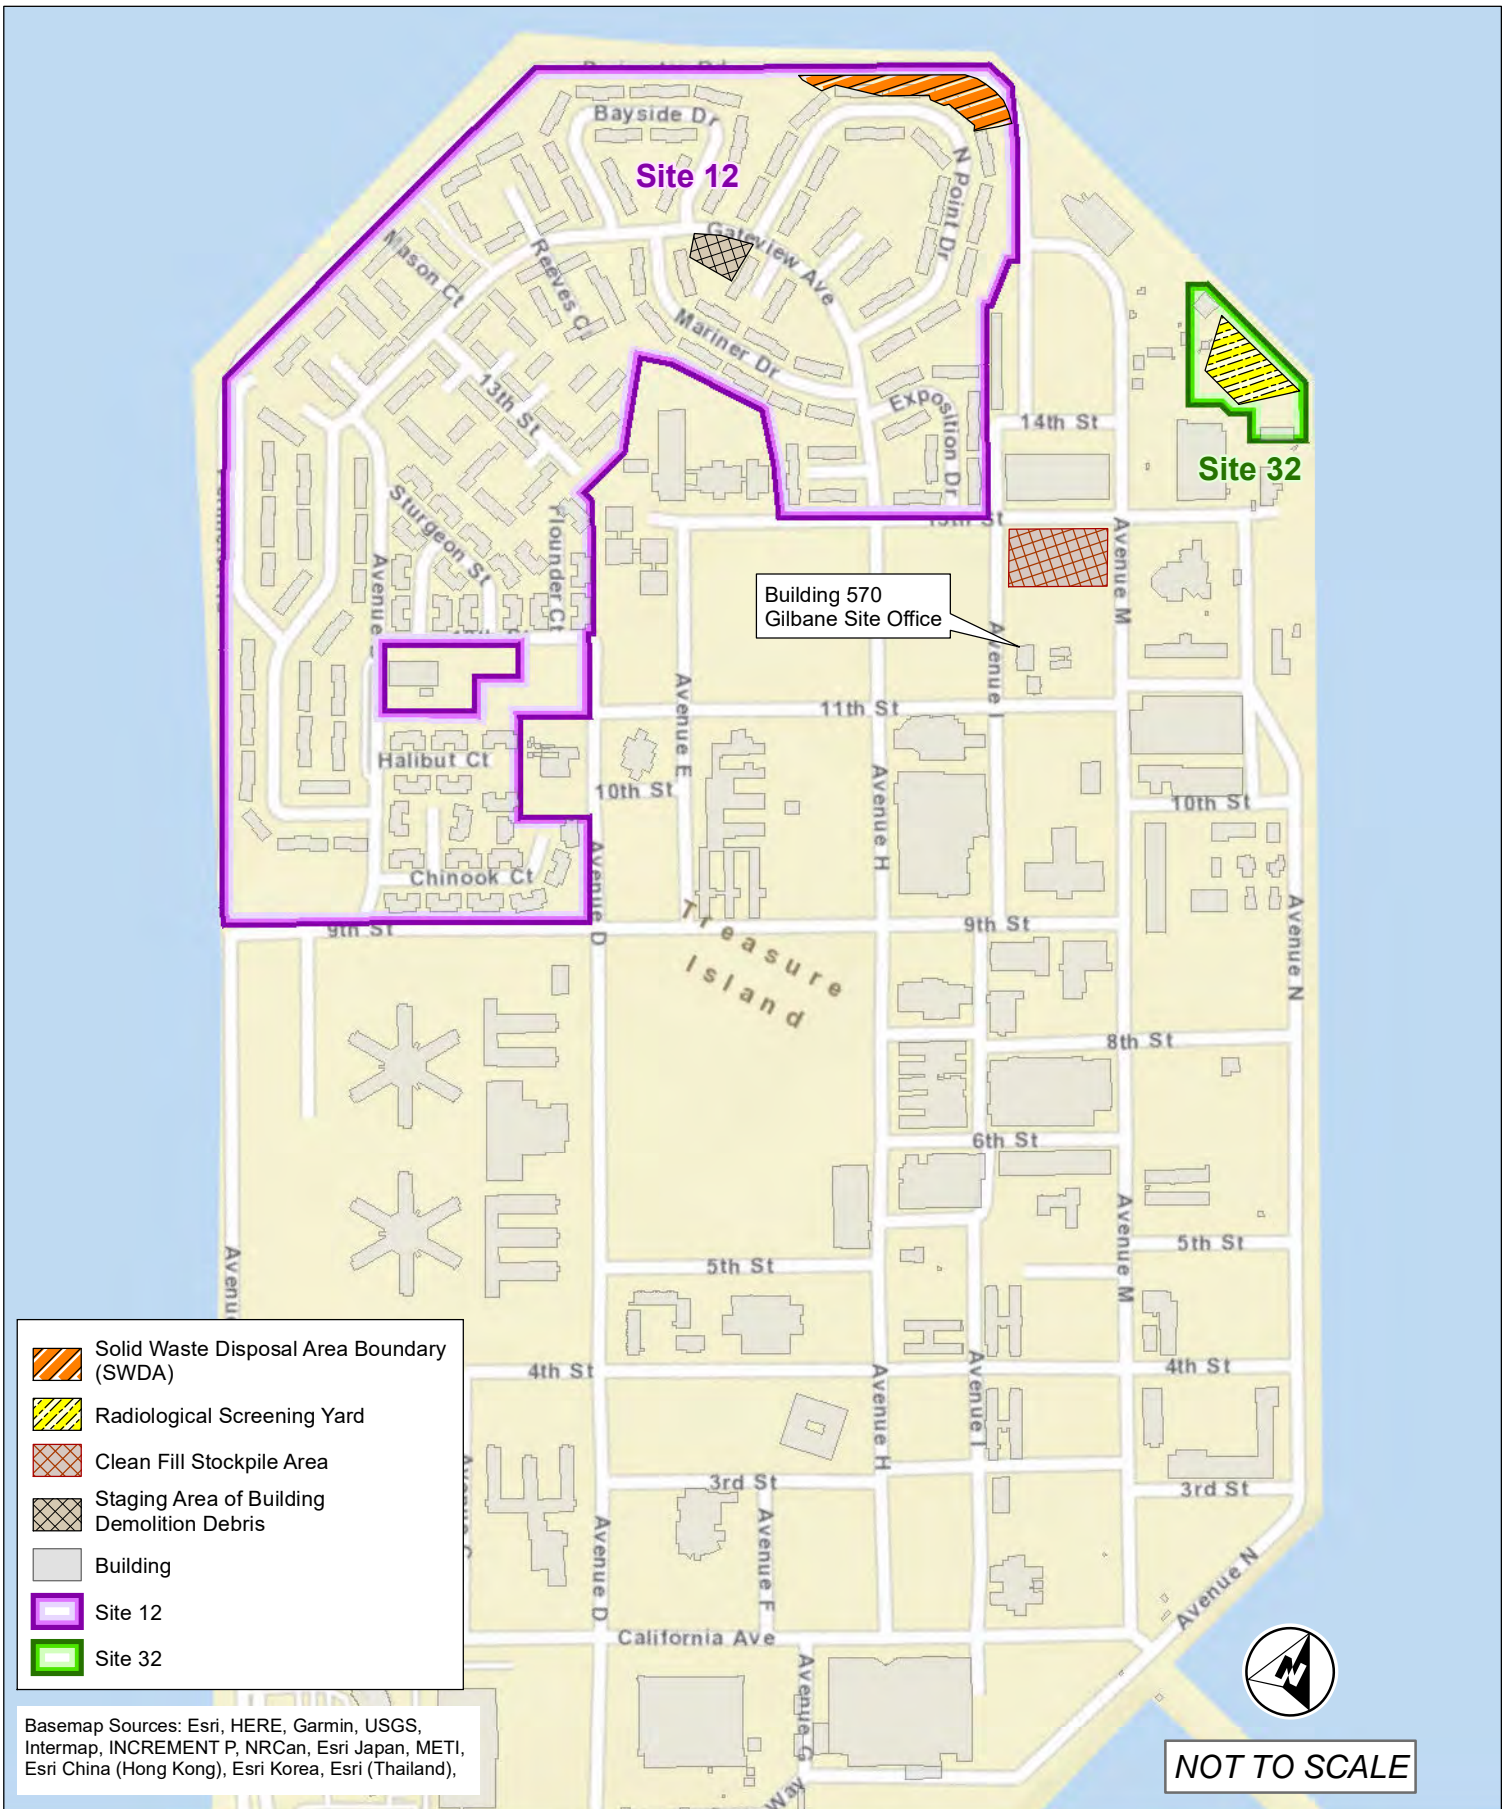 Bayside Dr
Site 12
N Point Dr
Gateview Ave
Mason Ct
Reeves C
Mariner Dr
13th St
Exposition Dr
14th St
Site 32
Sturgeon St
Flounder Ct
Avenue
Avenue M
Building 570
Gilbane Site Office
Avenue I
Avenue E
11th St
Halibut Ct
10th St
Avenue H
10th St
Chinook Ct
Avenue D
9th St
Treasure
Island
9th St
Avenue N
8th St
6th St
Avenue M
5th St
5th St
Avenue
4th St
Avenue H
Avenue I
4th St
3rd St
3rd St
Avenue D
Avenue F
Avenue N
California Ave
Avenue G
Way
Solid Waste Disposal Area Boundary
(SWDA)
Radiological Screening Yard
Clean Fill Stockpile Area
Staging Area of Building
Demolition Debris
Building
Site 12
Site 32
N
Basemap Sources: Esri, HERE, Garmin, USGS,
Intermap, INCREMENT P, NRCan, Esri Japan, METI,
Esri China (Hong Kong), Esri Korea, Esri (Thailand),
NOT TO SCALE